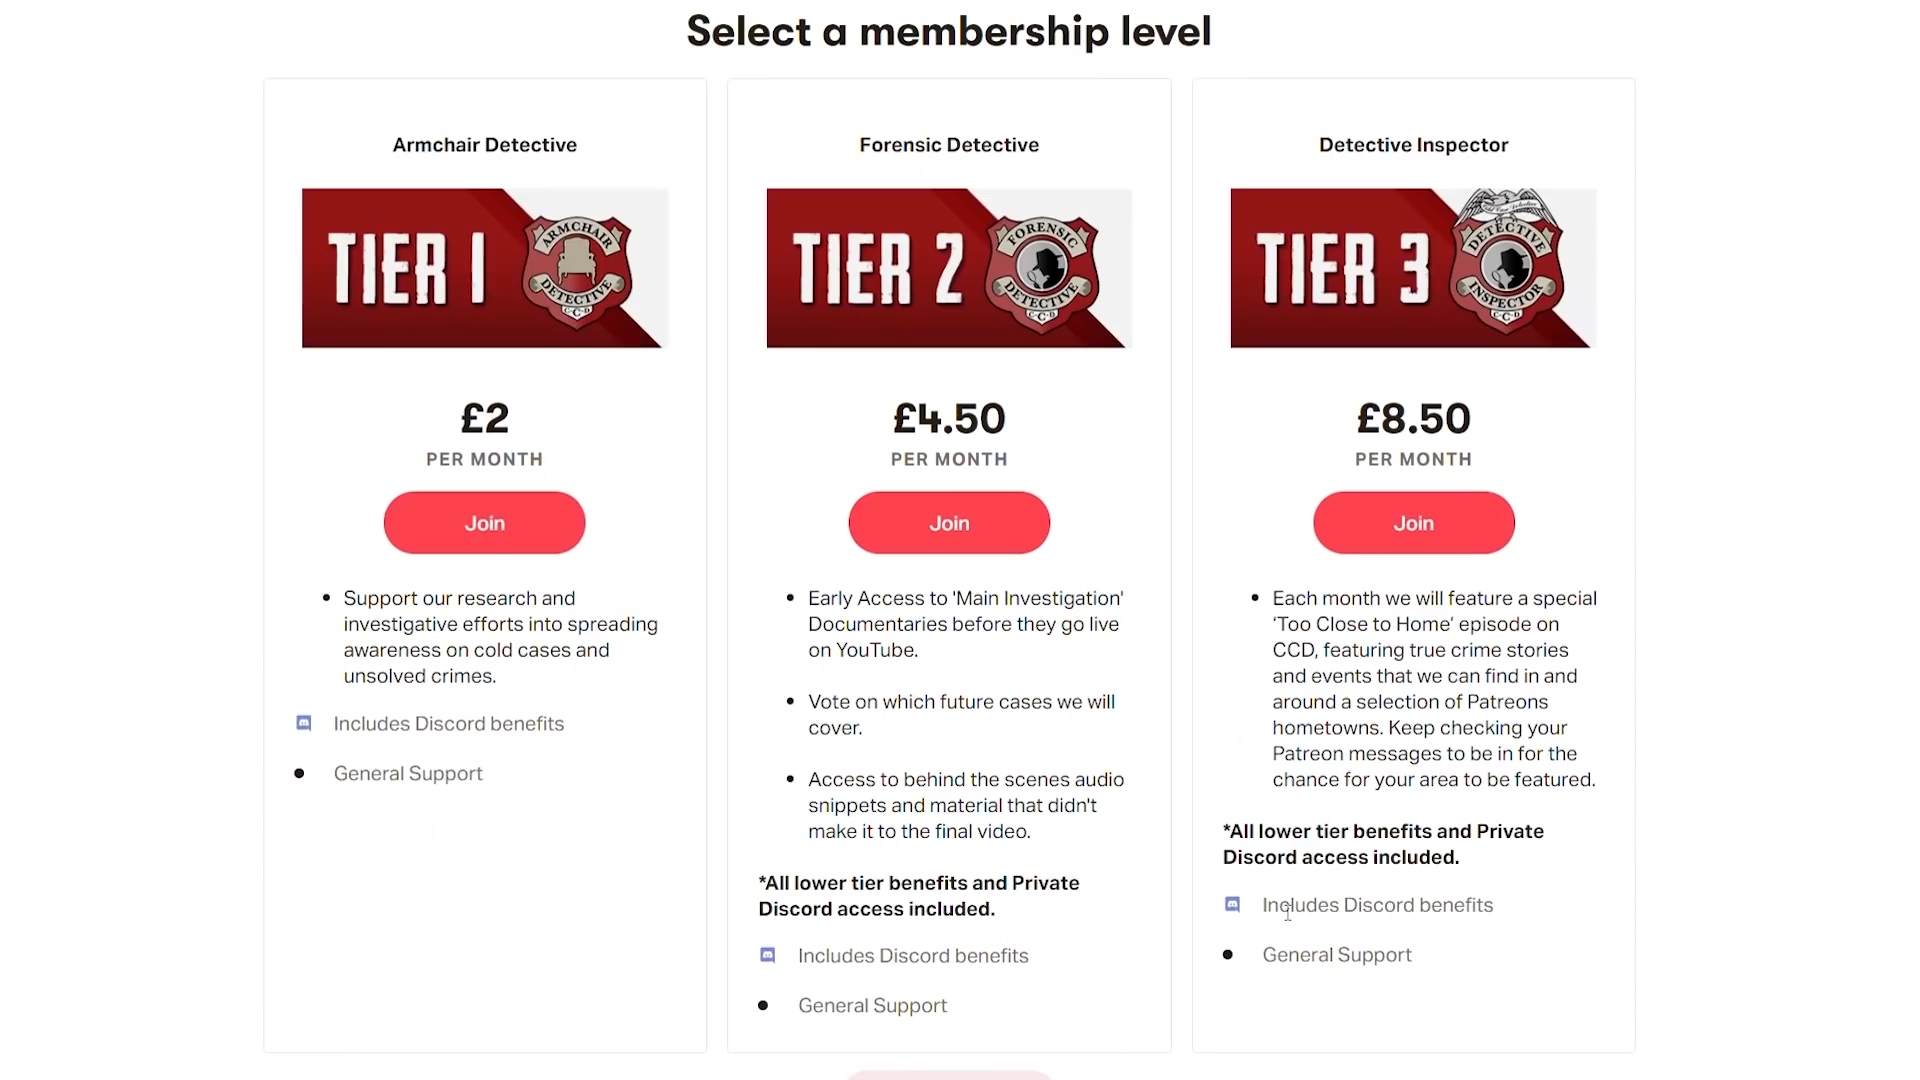 Select a membership level
Armchair Detective
TIER 1
ARMCHAIR
DETECTIVE
C·C·D
£2
PER MONTH
Join
• Support our research and
investigative efforts into spreading
awareness on cold cases and
unsolved crimes.
Includes Discord benefits
• General Support
Forensic Detective
TIER 2
FORENSIC
DETECTIVE
C·C·D
£4.50
PER MONTH
Join
• Early Access to 'Main Investigation'
Documentaries before they go live
on YouTube.
• Vote on which future cases we will
cover.
• Access to behind the scenes audio
snippets and material that didn't
make it to the final video.
*All lower tier benefits and Private
Discord access included.
Includes Discord benefits
• General Support
Detective Inspector
TIER 3
DETECTIVE
INSPECTOR
C·C·D
£8.50
PER MONTH
Join
• Each month we will feature a special
‘Too Close to Home’ episode on
CCD, featuring true crime stories
and events that we can find in and
around a selection of Patreons
hometowns. Keep checking your
Patreon messages to be in for the
chance for your area to be featured.
*All lower tier benefits and Private
Discord access included.
Includes Discord benefits
• General Support